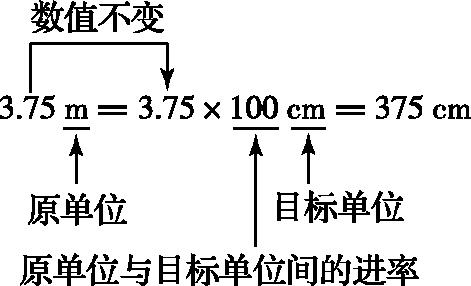 数值不变
3.75 m = 3.75 × 100 cm = 375 cm
原单位
目标单位
原单位与目标单位间的进率